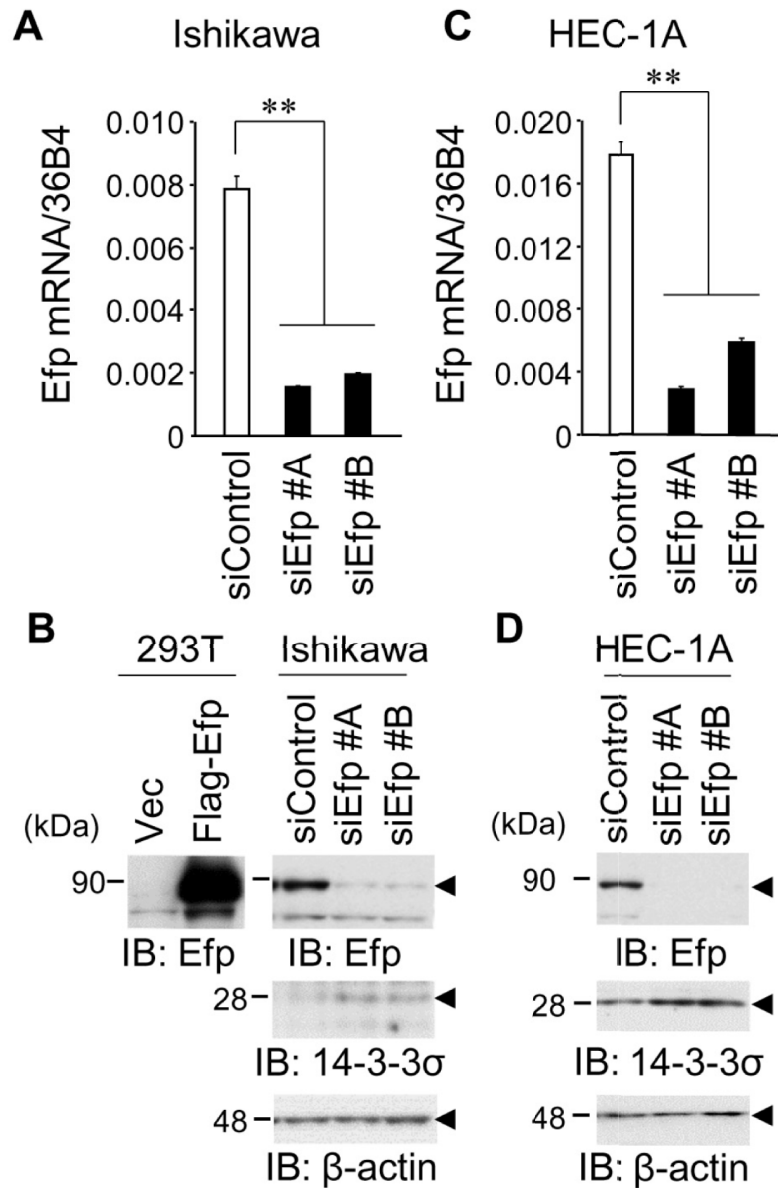 A
Ishikawa
Efp mRNA/36B4
0.010
0.008
0.006
0.004
0.002
0
**
siControl
siEfp #A
siEfp #B
C
HEC-1A
Efp mRNA/36B4
0.020
0.016
0.012
0.008
0.004
0
**
siControl
siEfp #A
siEfp #B
B
293T
Ishikawa
(kDa)
Vec
Flag-Efp
siControl
siEfp #A
siEfp #B
90
IB: Efp
IB: Efp
28
IB: 14-3-3σ
48
IB: β-actin
D
HEC-1A
(kDa)
siControl
siEfp #A
siEfp #B
90
IB: Efp
28
IB: 14-3-3σ
48
IB: β-actin